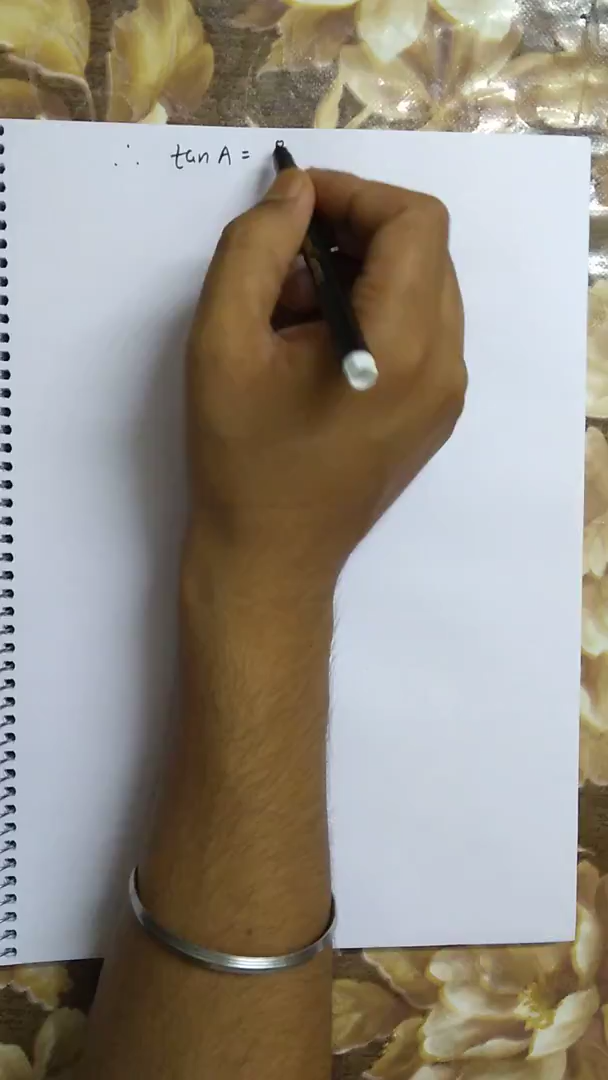 ∴ tan A =